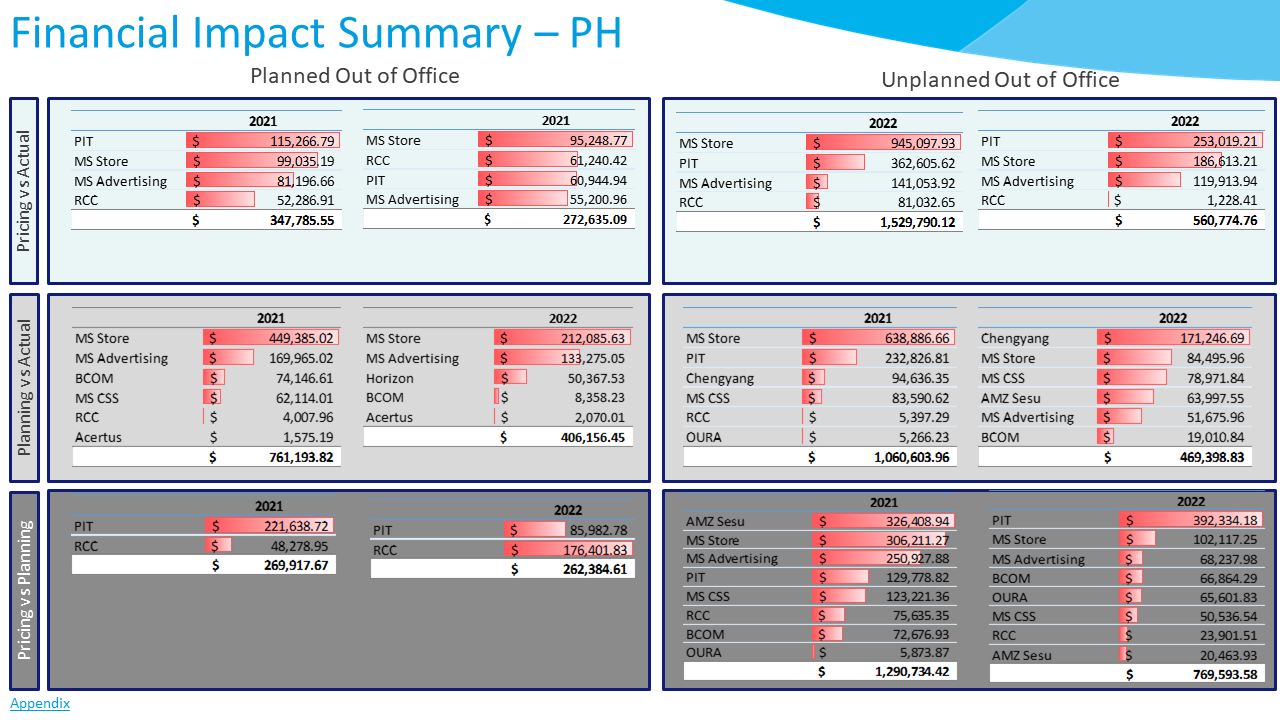 Financial Impact Summary – PH
Planned Out of Office
Unplanned Out of Office
Pricing vs Actual
2021
PIT $ 115,266.79
MS Store $ 99,035.19
MS Advertising $ 81,196.66
RCC $ 52,286.91
$ 347,785.55
2021
MS Store $ 95,248.77
RCC $ 61,240.42
PIT $ 60,944.94
MS Advertising $ 55,200.96
$ 272,635.09
2022
MS Store $ 945,097.93
PIT $ 362,605.62
MS Advertising $ 141,053.92
RCC $ 81,032.65
$ 1,529,790.12
2022
PIT $ 253,019.21
MS Store $ 186,613.21
MS Advertising $ 119,913.94
RCC $ 1,228.41
$ 560,774.76
Planning vs Actual
2021
MS Store $ 449,385.02
MS Advertising $ 169,965.02
BCOM $ 74,146.61
MS CSS $ 62,114.01
RCC $ 4,007.96
Acertus $ 1,575.19
$ 761,193.82
2022
MS Store $ 212,085.63
MS Advertising $ 133,275.05
Horizon $ 50,367.53
BCOM $ 8,358.23
Acertus $ 2,070.01
$ 406,156.45
2021
MS Store $ 638,886.66
PIT $ 232,826.81
Chengyang $ 94,636.35
MS CSS $ 83,590.62
RCC $ 5,397.29
OURA $ 5,266.23
$ 1,060,603.96
2022
Chengyang $ 171,246.69
MS Store $ 84,495.96
MS CSS $ 78,971.84
AMZ Sesu $ 63,997.55
MS Advertising $ 51,675.96
BCOM $ 19,010.84
$ 469,398.83
Pricing vs Planning
2021
PIT $ 221,638.72
RCC $ 48,278.95
$ 269,917.67
2022
PIT $ 85,982.78
RCC $ 176,401.83
$ 262,384.61
2021
AMZ Sesu $ 326,408.94
MS Store $ 306,211.27
MS Advertising $ 250,927.88
PIT $ 129,778.82
MS CSS $ 123,221.36
RCC $ 75,635.35
BCOM $ 72,676.93
OURA $ 5,873.87
$ 1,290,734.42
2022
PIT $ 392,334.18
MS Store $ 102,117.25
MS Advertising $ 68,237.98
BCOM $ 66,864.29
OURA $ 65,601.83
MS CSS $ 50,536.54
RCC $ 23,901.51
AMZ Sesu $ 20,463.93
$ 769,593.58
Appendix